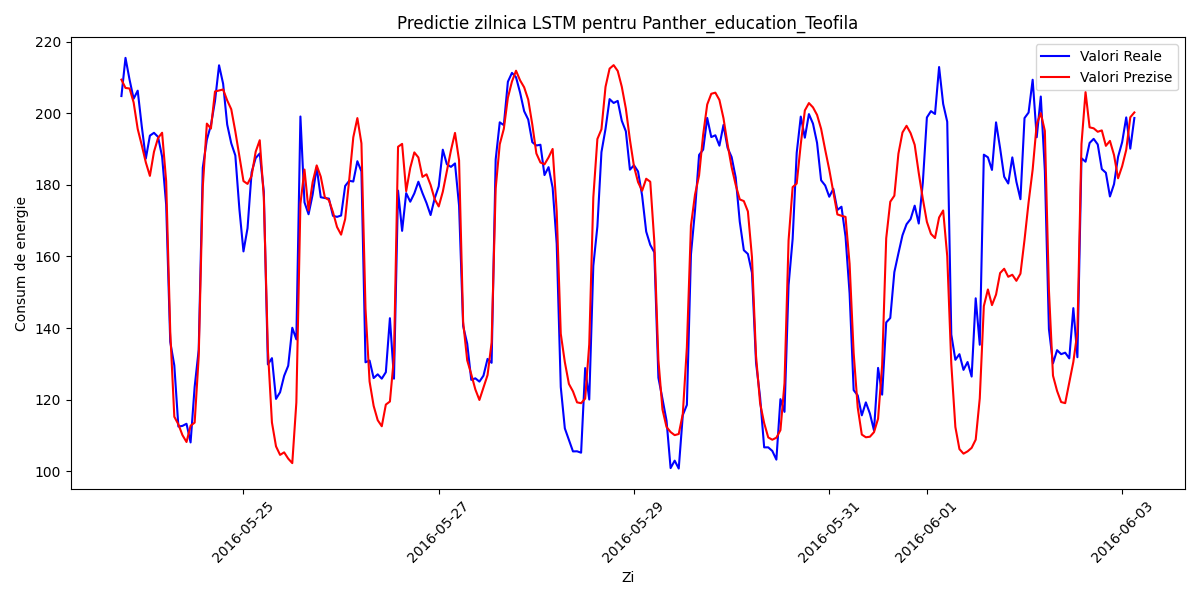 Predictie zilnica LSTM pentru Panther_education_Teofila
Valori Reale
Valori Prezise
Consum de energie
220
200
180
160
140
120
100
2016-05-25
2016-05-27
2016-05-29
2016-05-31
2016-06-01
2016-06-03
Zi